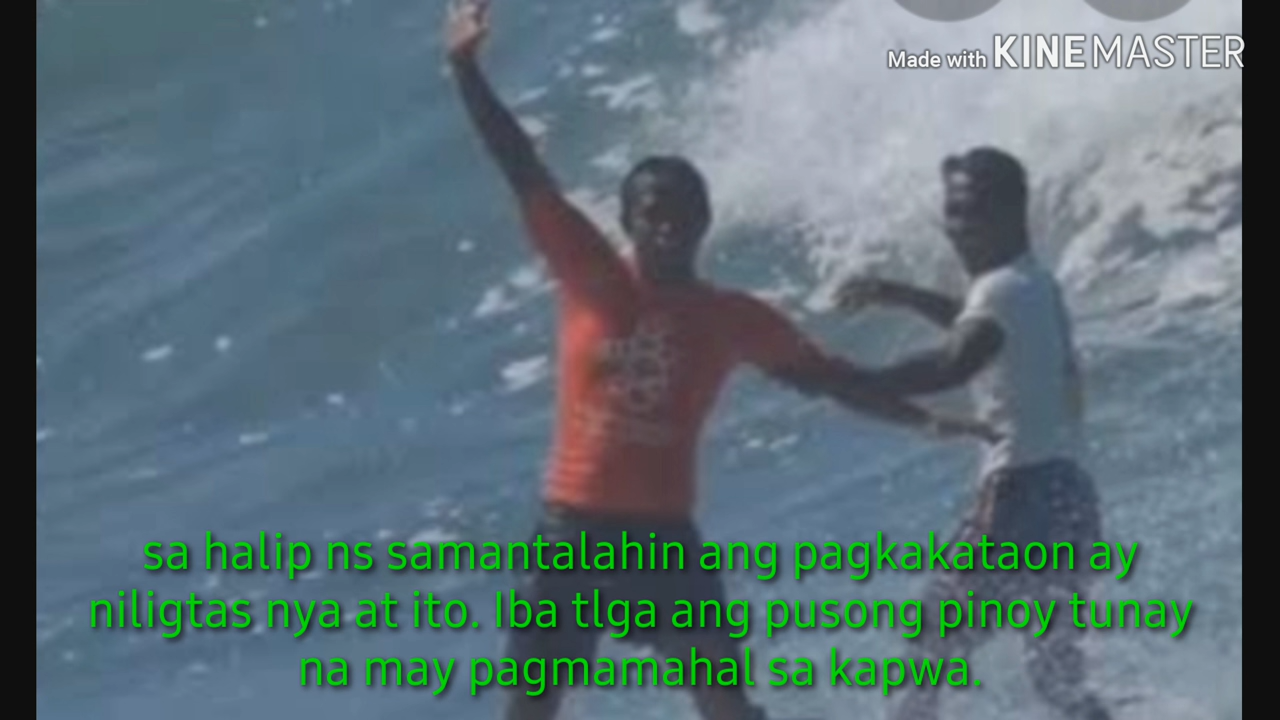 Made with KINEMASTER
sa halip ns samantalahin ang pagkakataon ay
niligtas nya at ito. Iba tlga ang pusong pinoy tunay
na may pagmamahal sa kapwa.